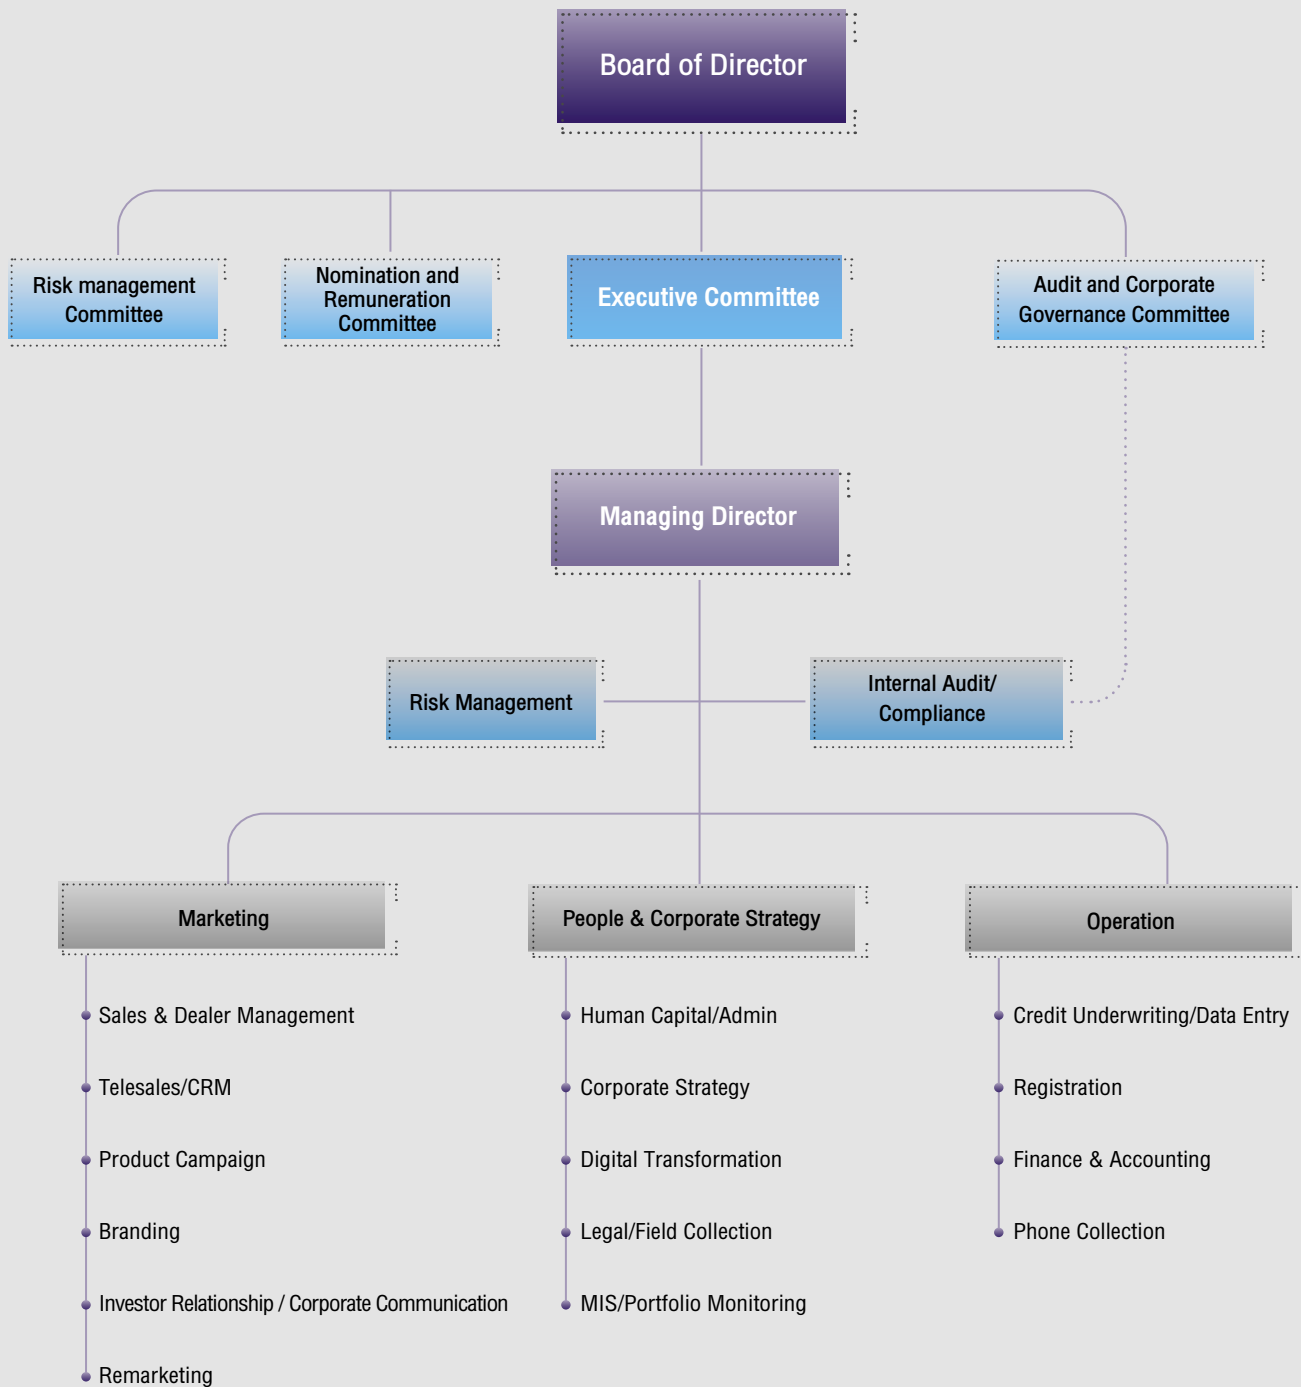 Board of Director
Risk management
Committee
Nomination and
Remuneration
Committee
Executive Committee
Audit and Corporate
Governance Committee
Managing Director
Risk Management
Internal Audit/
Compliance
Marketing
Sales & Dealer Management
Telesales/CRM
Product Campaign
Branding
Investor Relationship / Corporate Communication
Remarketing
People & Corporate Strategy
Human Capital/Admin
Corporate Strategy
Digital Transformation
Legal/Field Collection
MIS/Portfolio Monitoring
Operation
Credit Underwriting/Data Entry
Registration
Finance & Accounting
Phone Collection